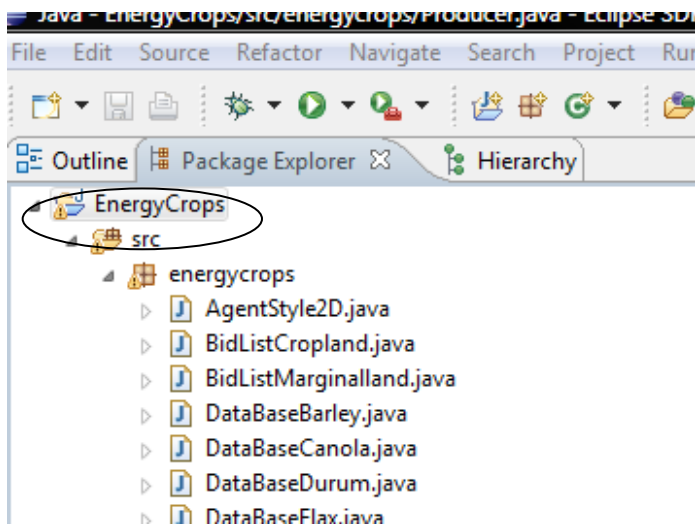 Java - EnergyCrops/src/energycrops/Producer.java - Eclipse SD
File Edit Source Refactor Navigate Search Project Ru
Outline Package Explorer Hierarchy
EnergyCrops
src
energycrops
AgentStyle2D.java
BidListCropland.java
BidListMarginalland.java
DataBaseBarley.java
DataBaseCanola.java
DataBaseDurum.java
DataBaseFlax.java